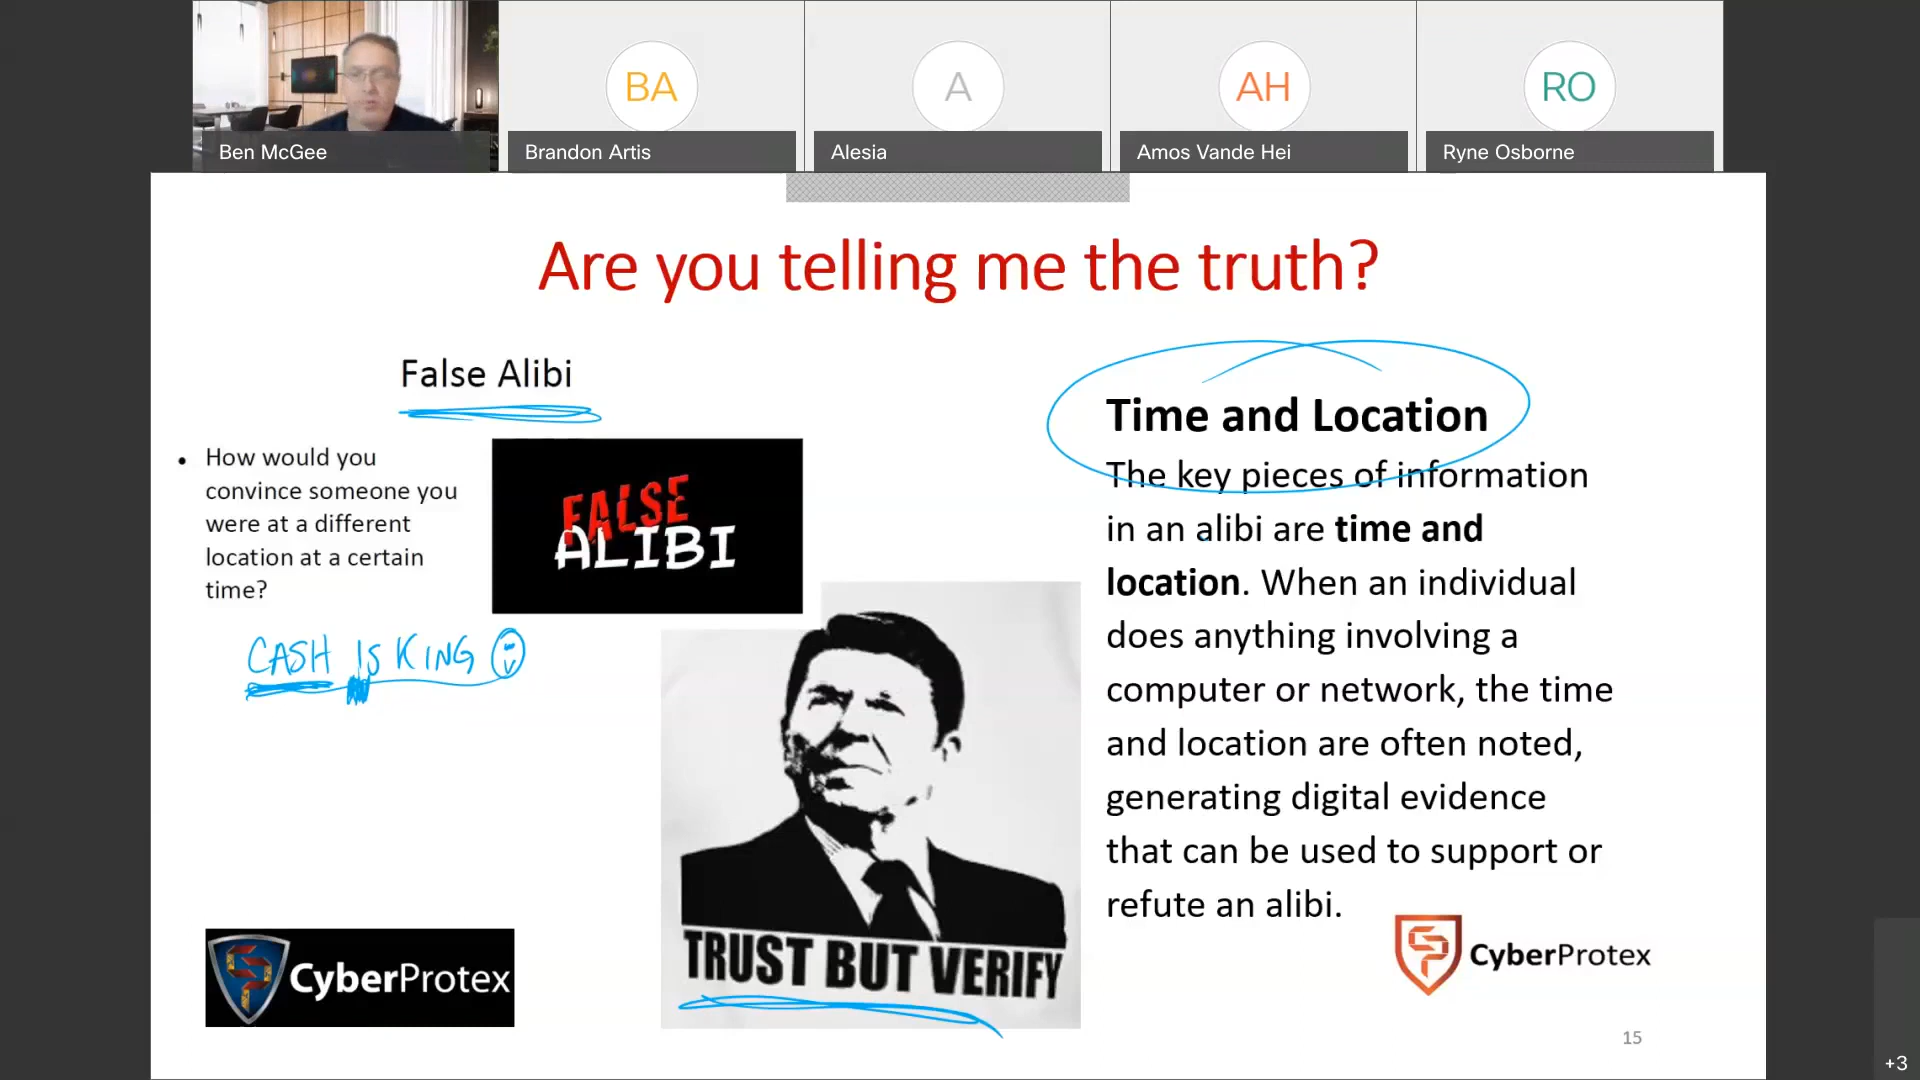 BA
A
AH
RO
Ben McGee
Brandon Artis
Alesia
Amos Vande Hei
Ryne Osborne
Are you telling me the truth?
False Alibi
• How would you
convince someone you
were at a different
location at a certain
time?
CASH IS KING
FALSE
ALIBI
TRUST BUT VERIFY
Time and Location
The key pieces of information
in an alibi are time and
location. When an individual
does anything involving a
computer or network, the time
and location are often noted,
generating digital evidence
that can be used to support or
refute an alibi.
CyberProtex
CyberProtex
15
+3